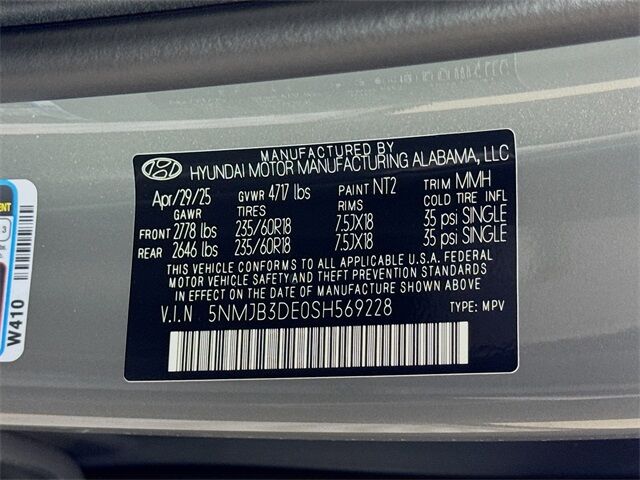 MANUFACTURED BY
HYUNDAI MOTOR MANUFACTURING ALABAMA, LLC
Apr/29/25 GVWR 4717 lbs PAINT NT2 TRIM MMH
GAWR TIRES RIMS COLD TIRE INFL
FRONT 2778 lbs 235/60R18 7.5JX18 35 psi SINGLE
REAR 2646 lbs 235/60R18 7.5JX18 35 psi SINGLE
THIS VEHICLE CONFORMS TO ALL APPLICABLE U.S.A. FEDERAL
MOTOR VEHICLE SAFETY AND THEFT PREVENTION STANDARDS
IN EFFECT ON THE DATE OF MANUFACTURE SHOWN ABOVE.
V.I.N 5NMJB3DE0SH569228 TYPE: MPV
W410